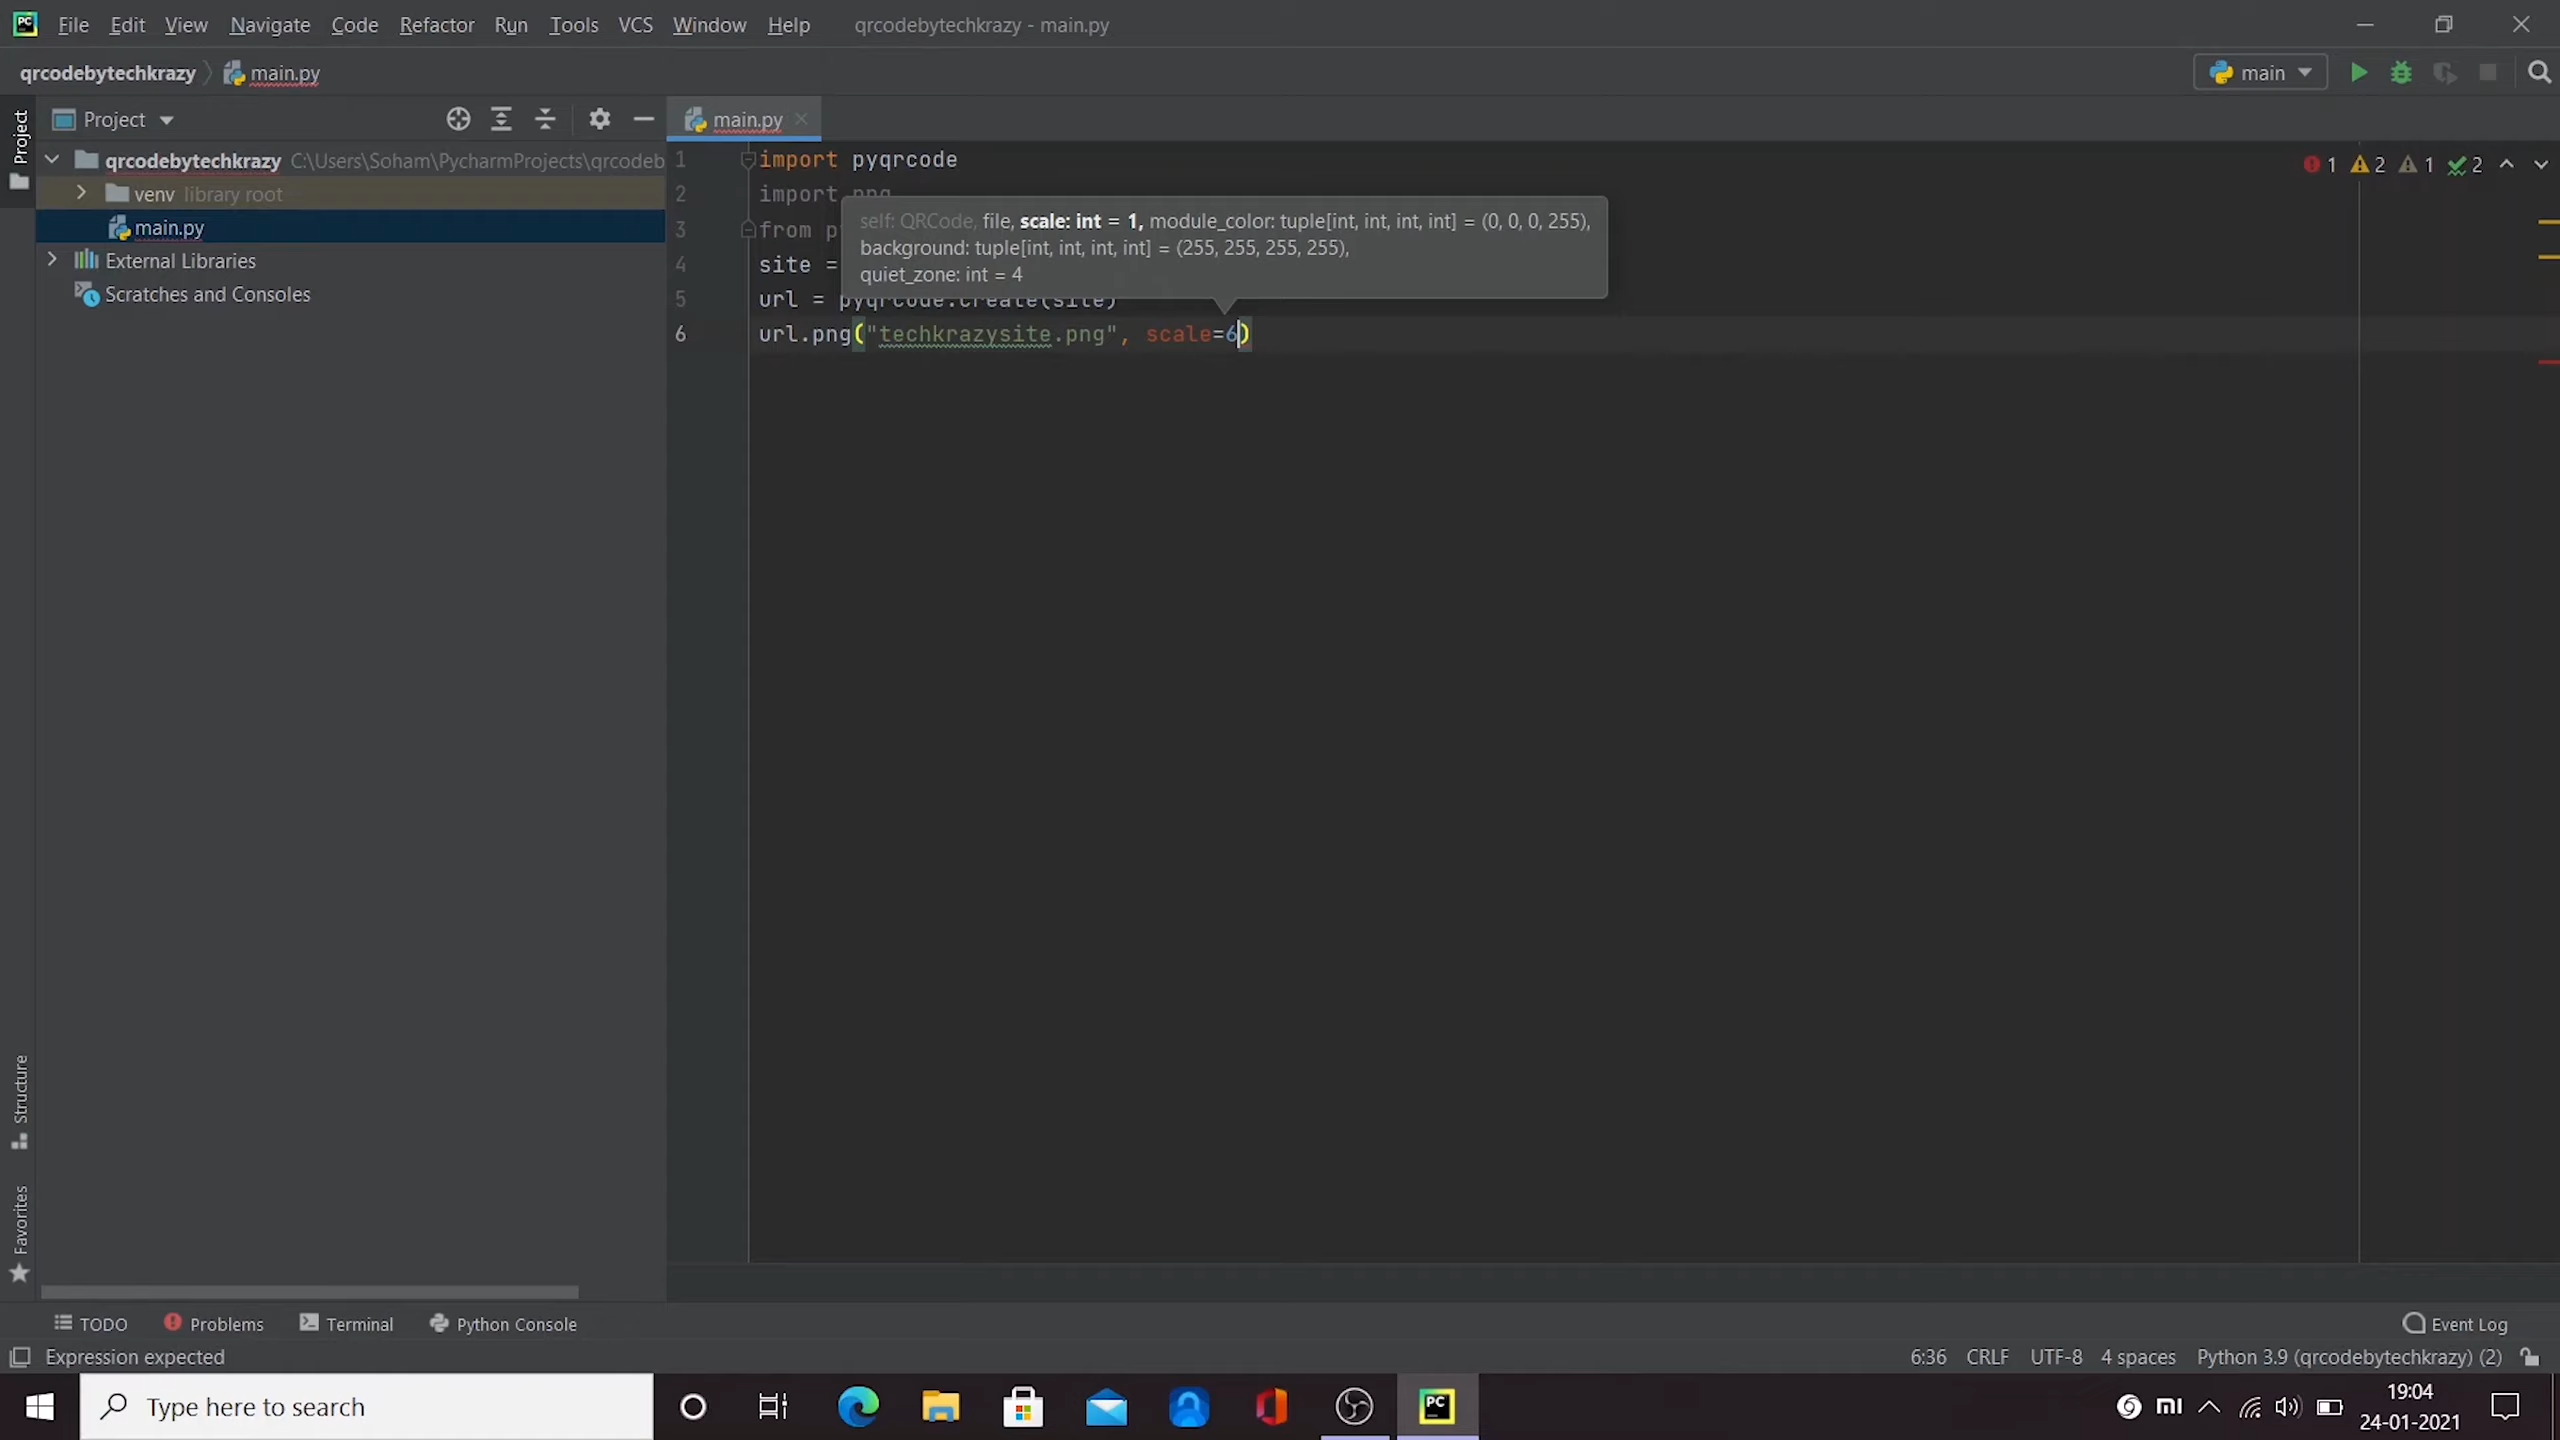 File Edit View Navigate Code Refactor Run Tools VCS Window Help qrcodebytechkrazy - main.py
qrcodebytechkrazy main.py main
Project main.py
qrcodebytechkrazy C:\Users\Soham\PycharmProjects\qrcodeb
venv library root
main.py
External Libraries
Scratches and Consoles
1 import pyqrcode 1 2 1 2
2 import png
self: QRCode, file, scale: int = 1, module_color: tuple[int, int, int, int] = (0, 0, 0, 255),
3 from p
background: tuple[int, int, int, int] = (255, 255, 255, 255),
4 site =
quiet_zone: int = 4
5 url = pyqrcode.create(site)
6 url.png("techkrazysite.png", scale=6)
Project
Structure
Favorites
TODO Problems Terminal Python Console Event Log
Expression expected 6:36 CRLF UTF-8 4 spaces Python 3.9 (qrcodebytechkrazy) (2)
Type here to search
PC
19:04
24-01-2021